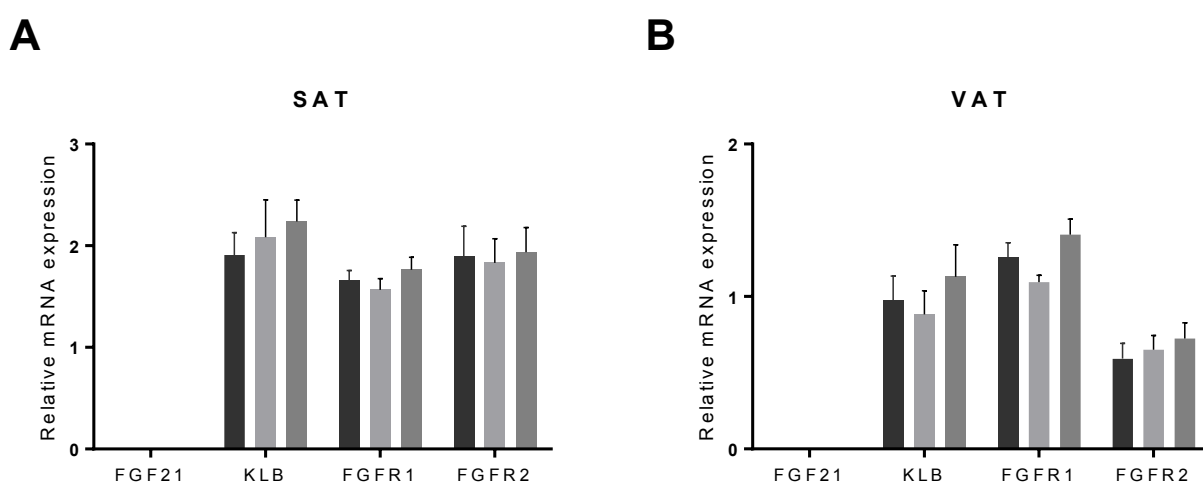 A
SAT
Relative mRNA expression
3
2
1
0
FGF21
KLB
FGFR1
FGFR2
B
VAT
Relative mRNA expression
2
1
0
FGF21
KLB
FGFR1
FGFR2